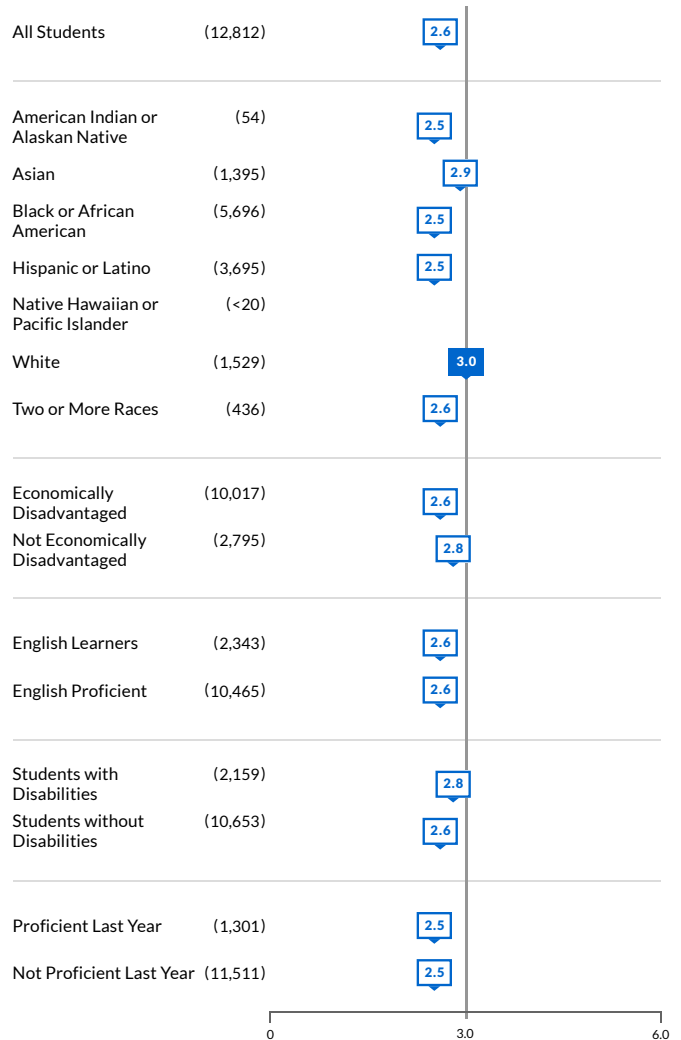 All Students (12,812) 2.6
American Indian or
Alaskan Native (54) 2.5
Asian (1,395) 2.9
Black or African
American (5,696) 2.5
Hispanic or Latino (3,695) 2.5
Native Hawaiian or
Pacific Islander (<20)
White (1,529) 3.0
Two or More Races (436) 2.6
Economically
Disadvantaged (10,017) 2.6
Not Economically
Disadvantaged (2,795) 2.8
English Learners (2,343) 2.6
English Proficient (10,465) 2.6
Students with
Disabilities (2,159) 2.8
Students without
Disabilities (10,653) 2.6
Proficient Last Year (1,301) 2.5
Not Proficient Last Year (11,511) 2.5
0 3.0 6.0